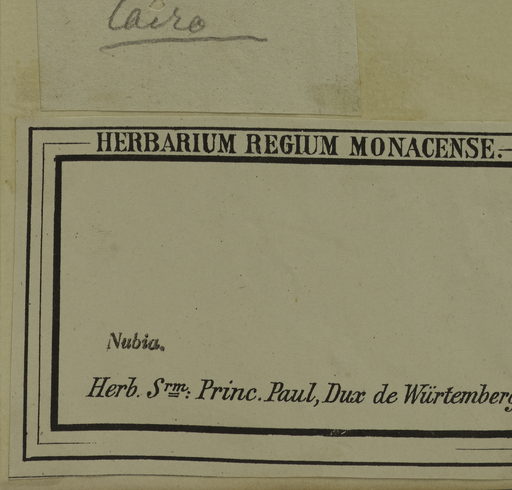 Cairo
HERBARIUM REGIUM MONACENSE.
Nubia.
Herb. Srm: Princ. Paul, Dux de Würtemberg